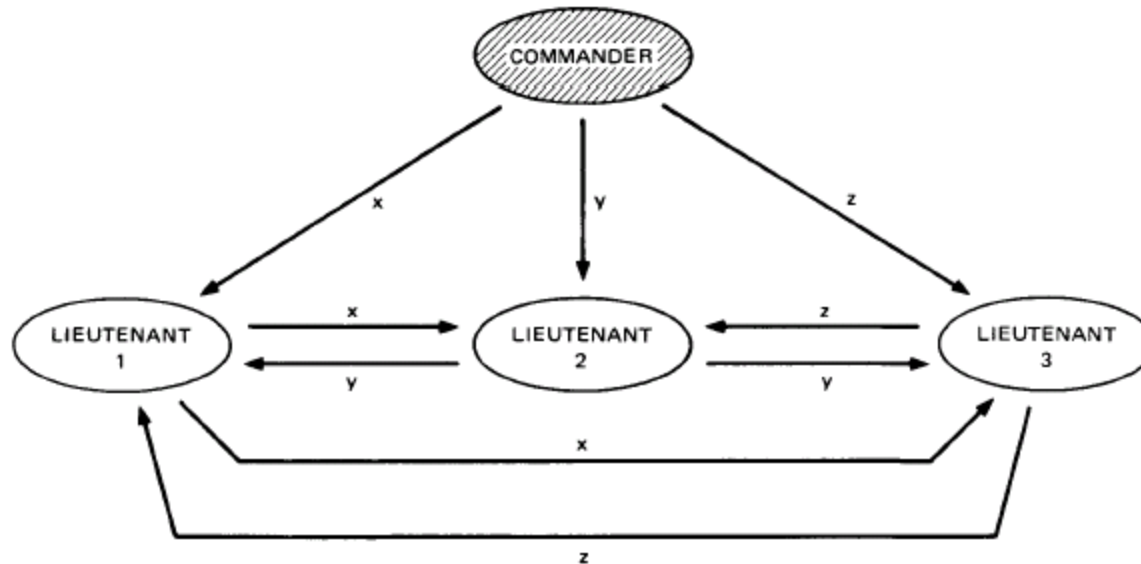 COMMANDER
x
y
z
LIEUTENANT
1
x
y
LIEUTENANT
2
z
y
LIEUTENANT
3
x
z